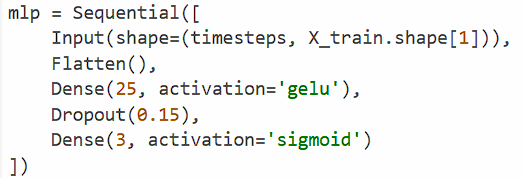 mlp = Sequential([
    Input(shape=(timesteps, X_train.shape[1])),
    Flatten(),
    Dense(25, activation='gelu'),
    Dropout(0.15),
    Dense(3, activation='sigmoid')
])